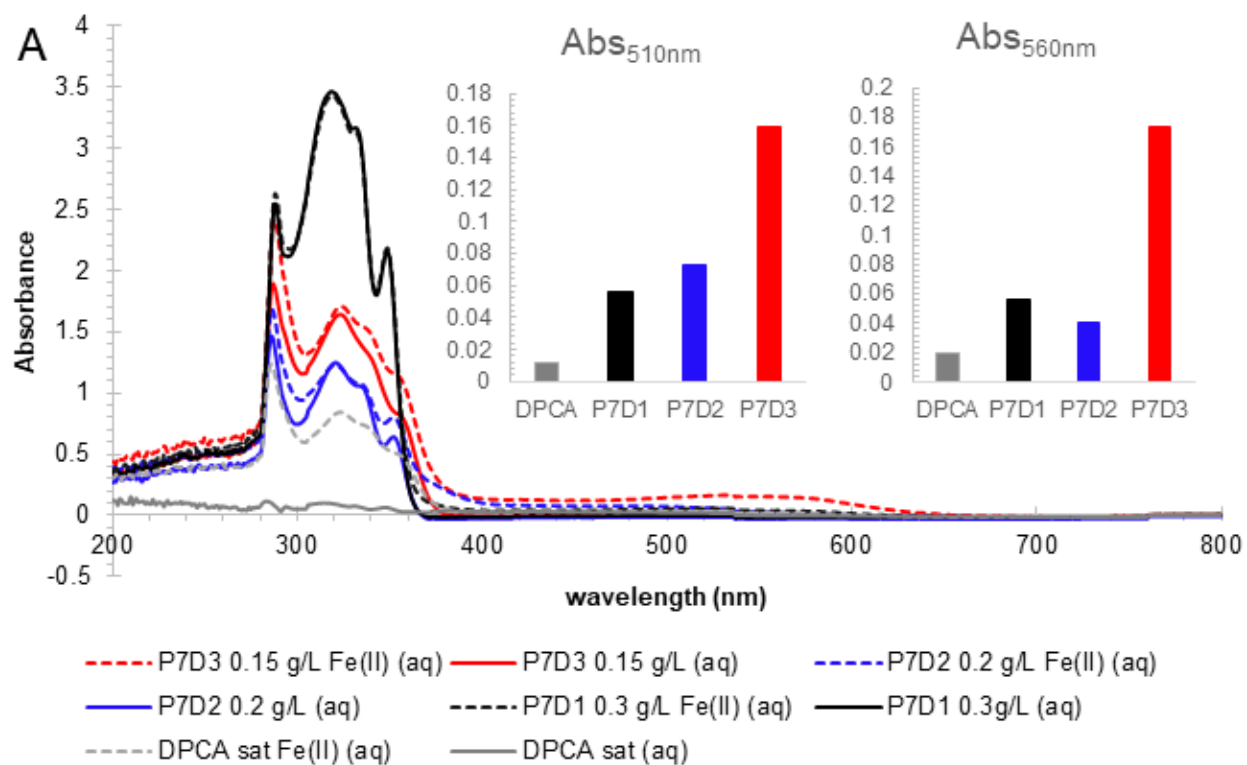 A
Absorbance
4
3.5
3
2.5
2
1.5
1
0.5
0
-0.5
200 300 400 500 600 700 800
wavelength (nm)
Abs510nm
0.18
0.16
0.14
0.12
0.1
0.08
0.06
0.04
0.02
0
DPCA P7D1 P7D2 P7D3
Abs560nm
0.2
0.18
0.16
0.14
0.12
0.1
0.08
0.06
0.04
0.02
0
DPCA P7D1 P7D2 P7D3
P7D3 0.15 g/L Fe(II) (aq) P7D3 0.15 g/L (aq) P7D2 0.2 g/L Fe(II) (aq)
P7D2 0.2 g/L (aq) P7D1 0.3 g/L Fe(II) (aq) P7D1 0.3g/L (aq)
DPCA sat Fe(II) (aq) DPCA sat (aq)